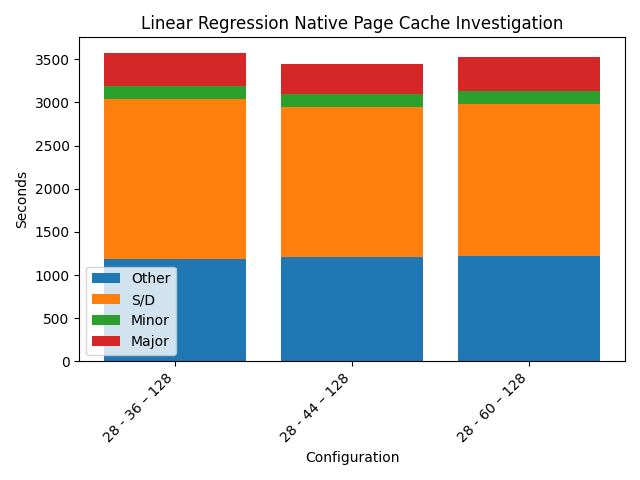 Linear Regression Native Page Cache Investigation
Seconds
3500
3000
2500
2000
1500
1000
500
0
Other
S/D
Minor
Major
28 - 36 – 128
28 - 44 – 128
28 - 60 – 128
Configuration